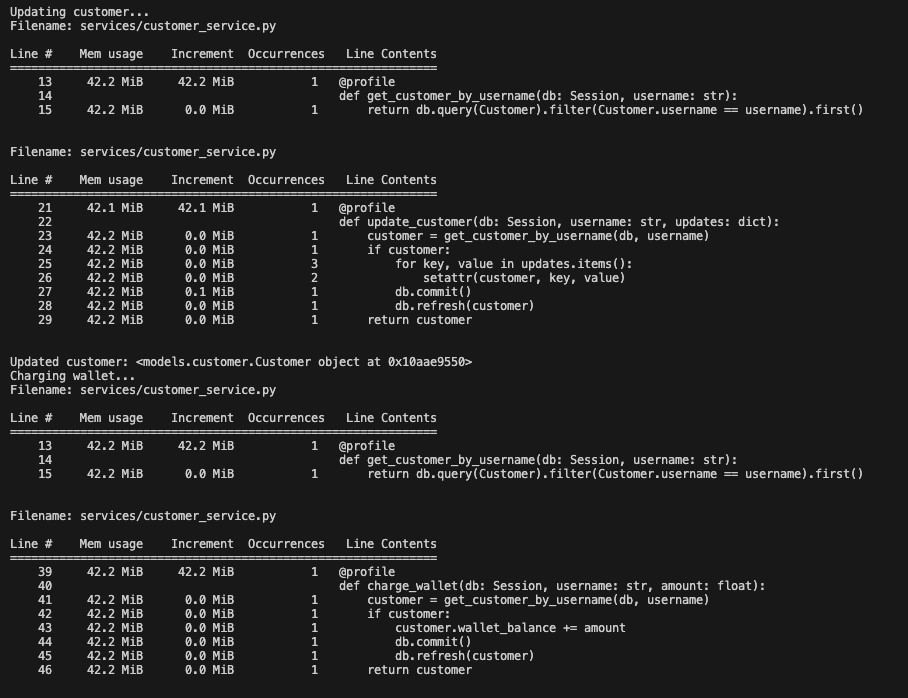 Updating customer...
Filename: services/customer_service.py

Line #    Mem usage    Increment  Occurrences   Line Contents
=============================================================
    13     42.2 MiB     42.2 MiB           1   @profile
    14                                         def get_customer_by_username(db: Session, username: str):
    15     42.2 MiB      0.0 MiB           1       return db.query(Customer).filter(Customer.username == username).first()


Filename: services/customer_service.py

Line #    Mem usage    Increment  Occurrences   Line Contents
=============================================================
    21     42.1 MiB     42.1 MiB           1   @profile
    22                                         def update_customer(db: Session, username: str, updates: dict):
    23     42.2 MiB      0.0 MiB           1       customer = get_customer_by_username(db, username)
    24     42.2 MiB      0.0 MiB           1       if customer:
    25     42.2 MiB      0.0 MiB           3           for key, value in updates.items():
    26     42.2 MiB      0.0 MiB           2               setattr(customer, key, value)
    27     42.2 MiB      0.1 MiB           1           db.commit()
    28     42.2 MiB      0.0 MiB           1           db.refresh(customer)
    29     42.2 MiB      0.0 MiB           1       return customer


Updated customer: <models.customer.Customer object at 0x10aae9550>
Charging wallet...
Filename: services/customer_service.py

Line #    Mem usage    Increment  Occurrences   Line Contents
=============================================================
    13     42.2 MiB     42.2 MiB           1   @profile
    14                                         def get_customer_by_username(db: Session, username: str):
    15     42.2 MiB      0.0 MiB           1       return db.query(Customer).filter(Customer.username == username).first()


Filename: services/customer_service.py

Line #    Mem usage    Increment  Occurrences   Line Contents
=============================================================
    39     42.2 MiB     42.2 MiB           1   @profile
    40                                         def charge_wallet(db: Session, username: str, amount: float):
    41     42.2 MiB      0.0 MiB           1       customer = get_customer_by_username(db, username)
    42     42.2 MiB      0.0 MiB           1       if customer:
    43     42.2 MiB      0.0 MiB           1           customer.wallet_balance += amount
    44     42.2 MiB      0.0 MiB           1           db.commit()
    45     42.2 MiB      0.0 MiB           1           db.refresh(customer)
    46     42.2 MiB      0.0 MiB           1       return customer